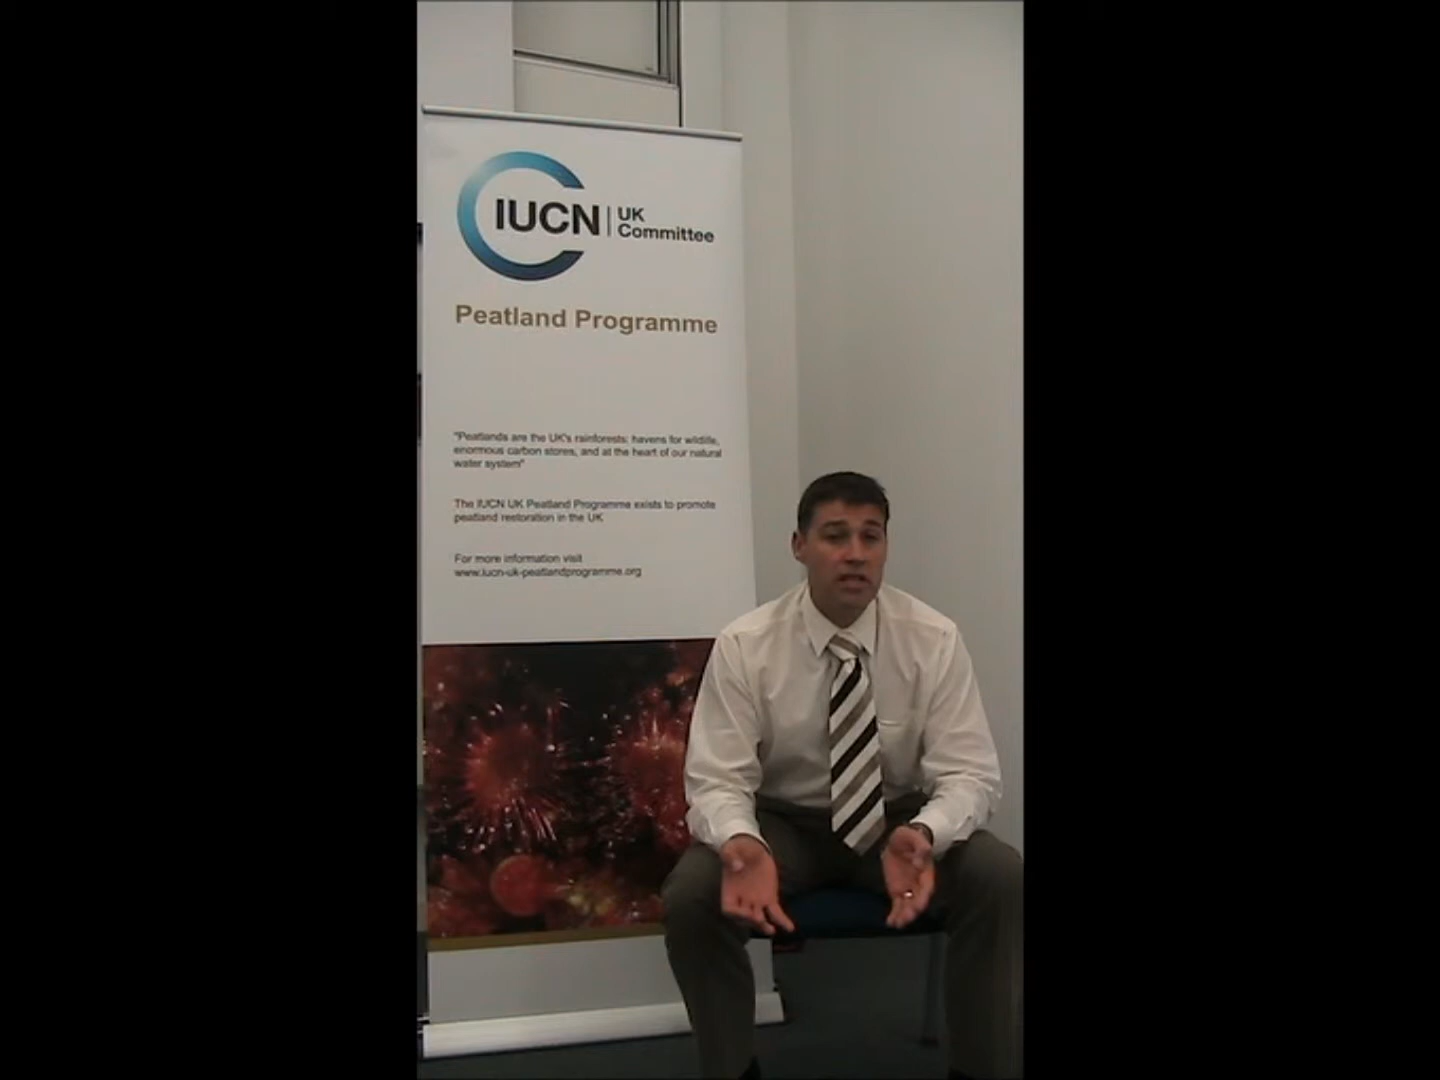 IUCN
UK
Committee
Peatland Programme
"Peatlands are the UK's rainforests: havens for wildlife,
enormous carbon stores, and at the heart of our natural
water system"
The IUCN UK Peatland Programme exists to promote
peatland restoration in the UK
For more information visit
www.iucn-uk-peatlandprogramme.org